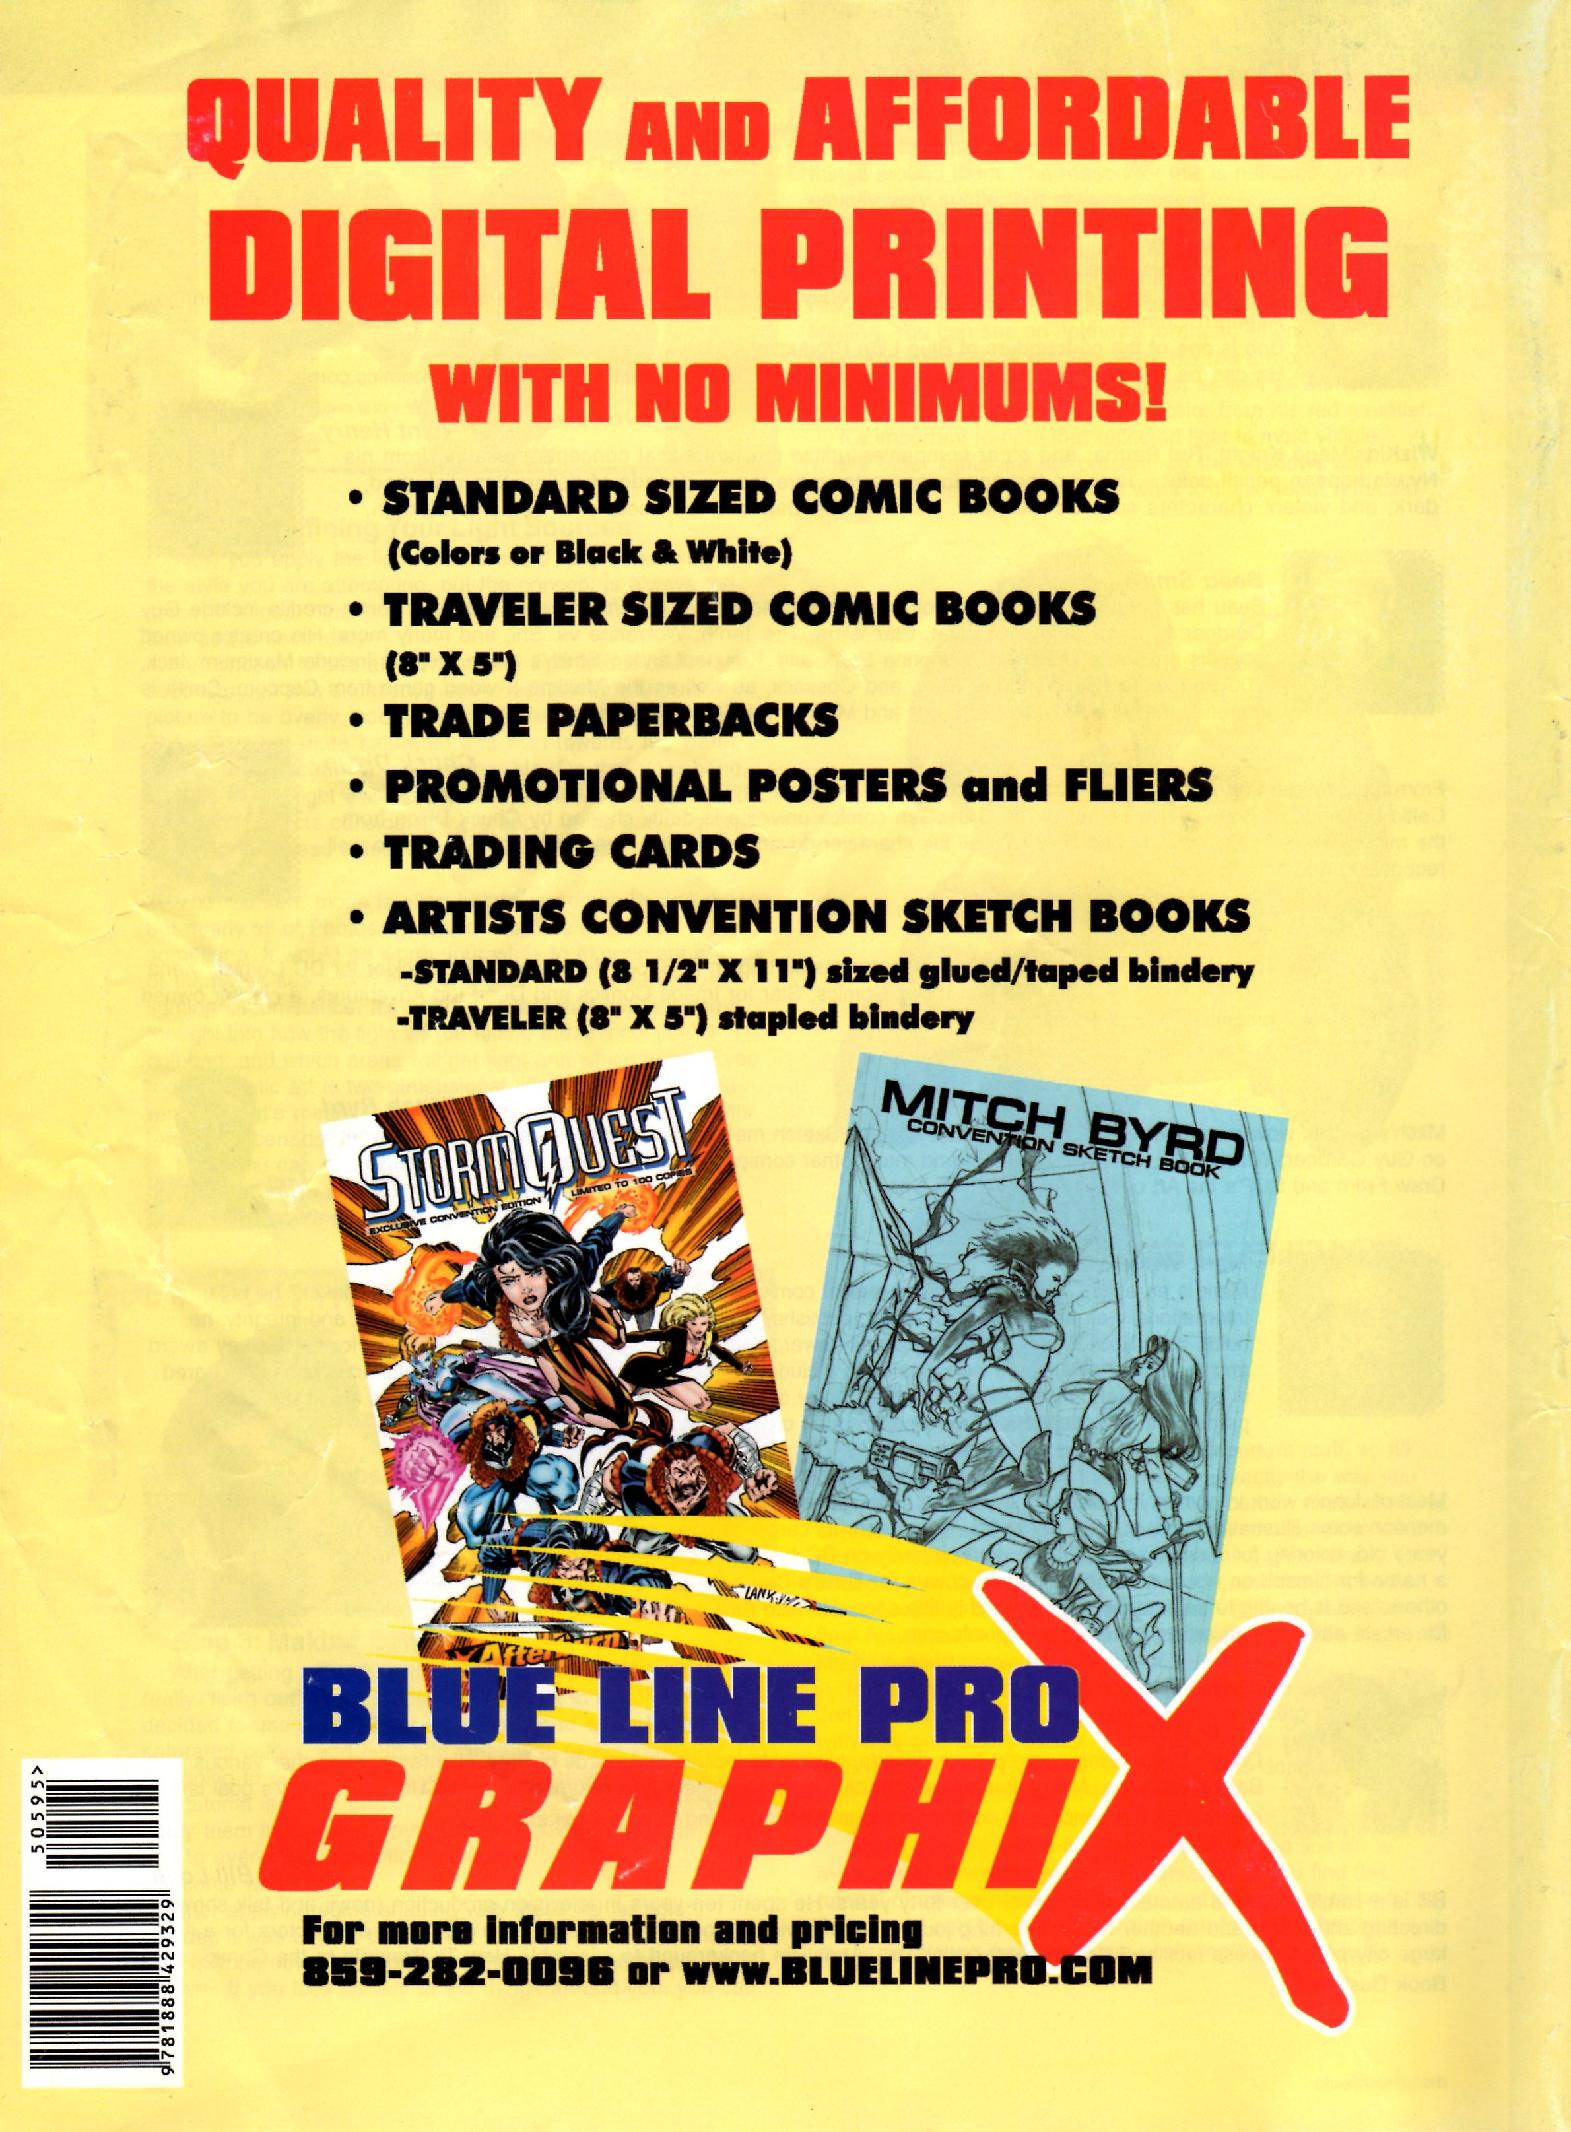 QUALITY AND AFFORDABLE
DIGITAL PRINTING
WITH NO MINIMUMS!
• STANDARD SIZED COMIC BOOKS
(Colors or Black & White)
• TRAVELER SIZED COMIC BOOKS
(8" X 5")
• TRADE PAPERBACKS
• PROMOTIONAL POSTERS and FLIERS
• TRADING CARDS
• ARTISTS CONVENTION SKETCH BOOKS
-STANDARD (8 1/2" X 11") sized glued/taped bindery
-TRAVELER (8" X 5") stapled bindery
STORMQUEST
EXCLUSIVE CONVENTION EDITION
LIMITED TO 100 COPIES
MITCH BYRD
CONVENTION SKETCH BOOK
BLUE LINE PRO
GRAPHIX
For more information and pricing
859-282-0096 or www.BLUELINEPRO.COM
50595>
9781888429329